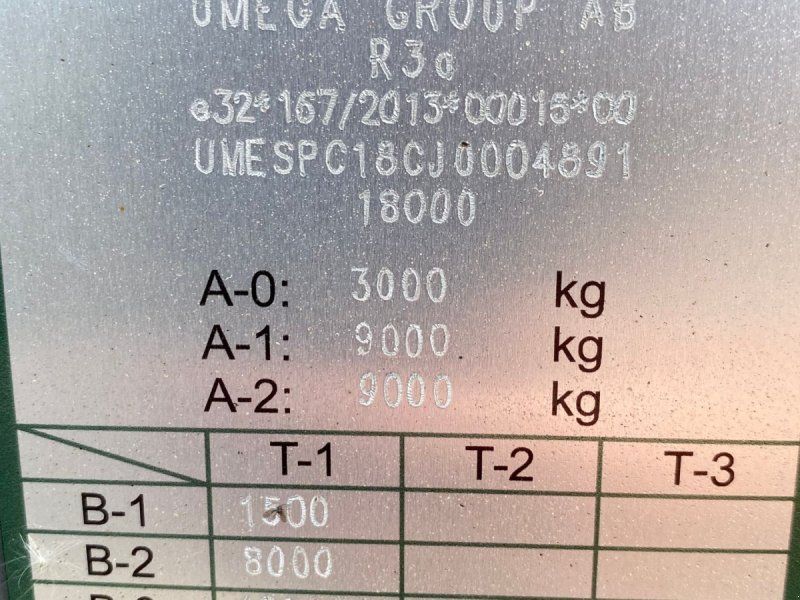 UMEGA GROUP AB
R3a
e32*167/2013*00015*00
UMESPC18CJ0004891
18000
A-0: 3000 kg
A-1: 9000 kg
A-2: 9000 kg
T-1 T-2 T-3
B-1 1500
B-2 8000